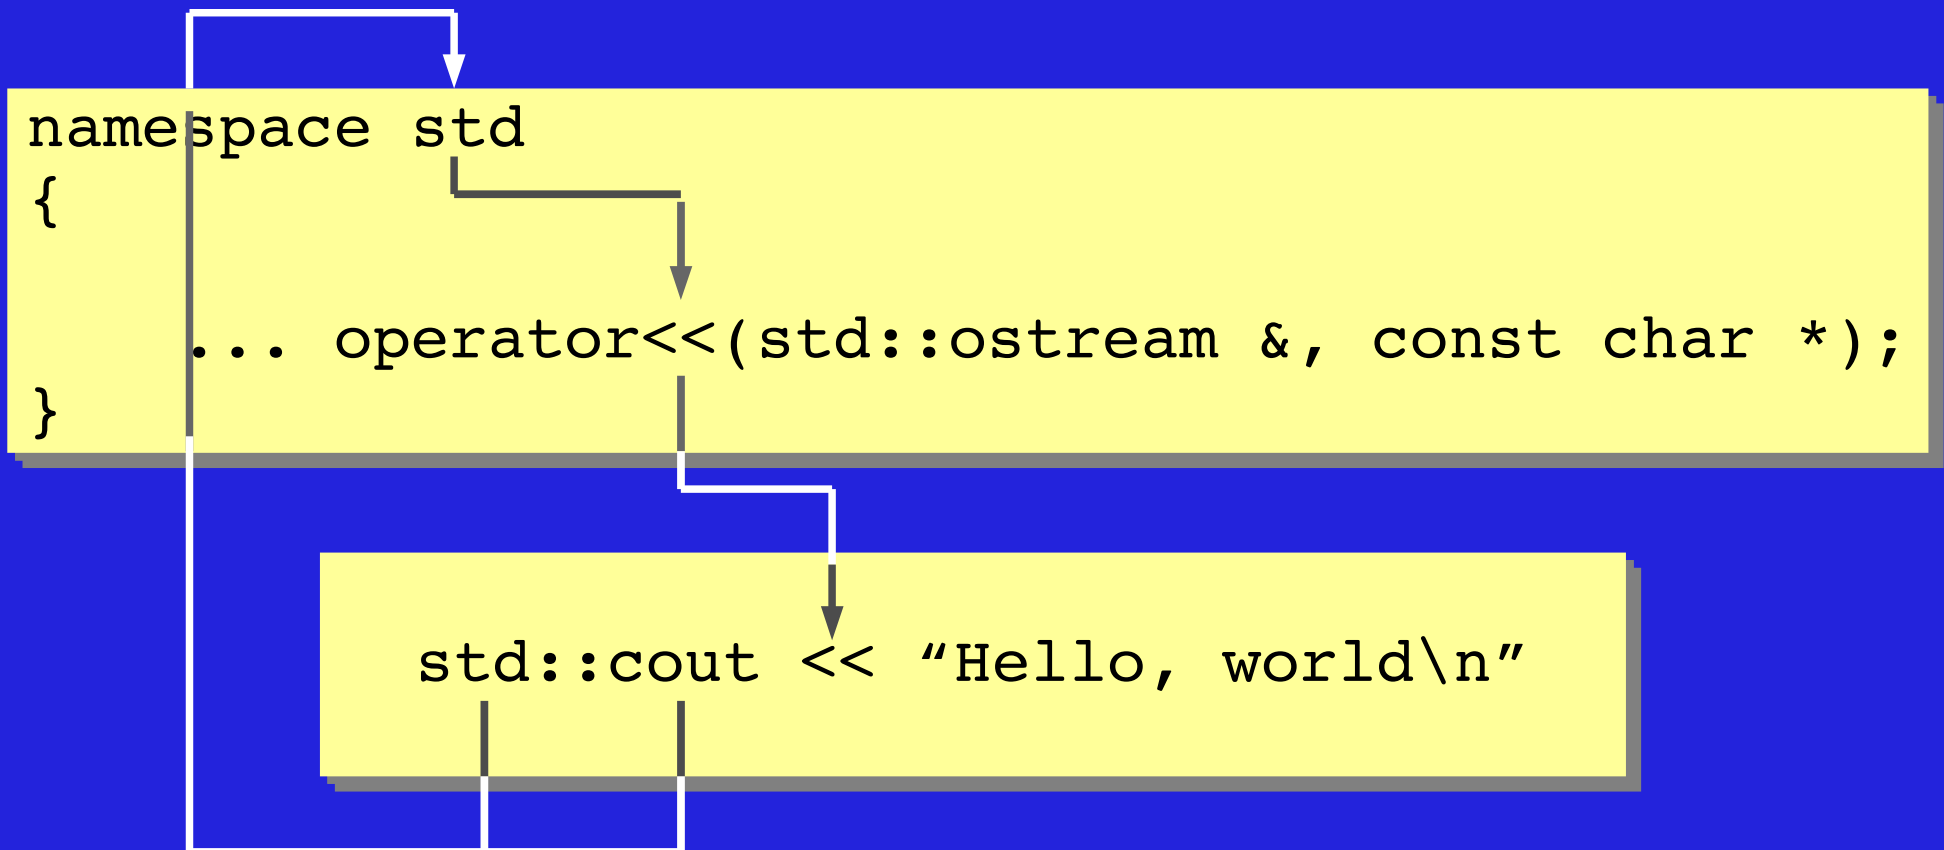 namespace std
{
... operator<<(std::ostream &, const char *);
}
std::cout << “Hello, world\n”